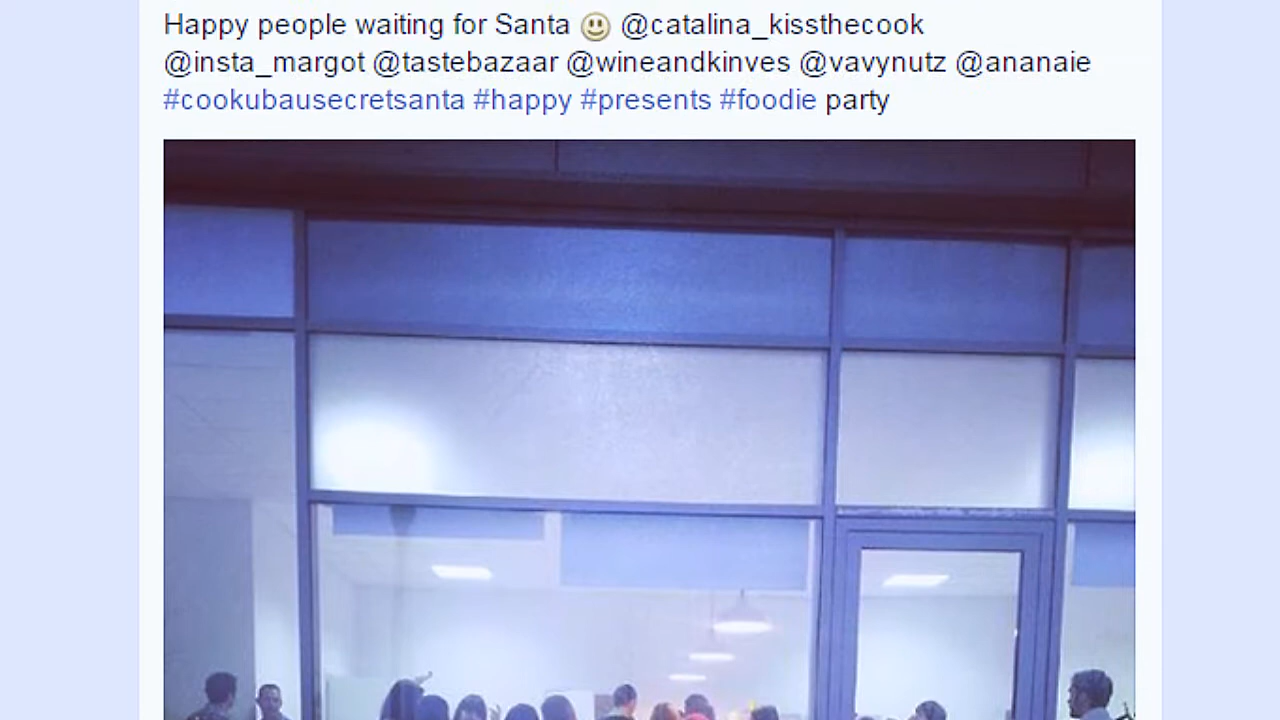 Happy people waiting for Santa 😃 @catalina_kissthecook
@insta_margot @tastebazaar @wineandkinves @vavynutz @ananaie
#cookubausecretsanta #happy #presents #foodie party